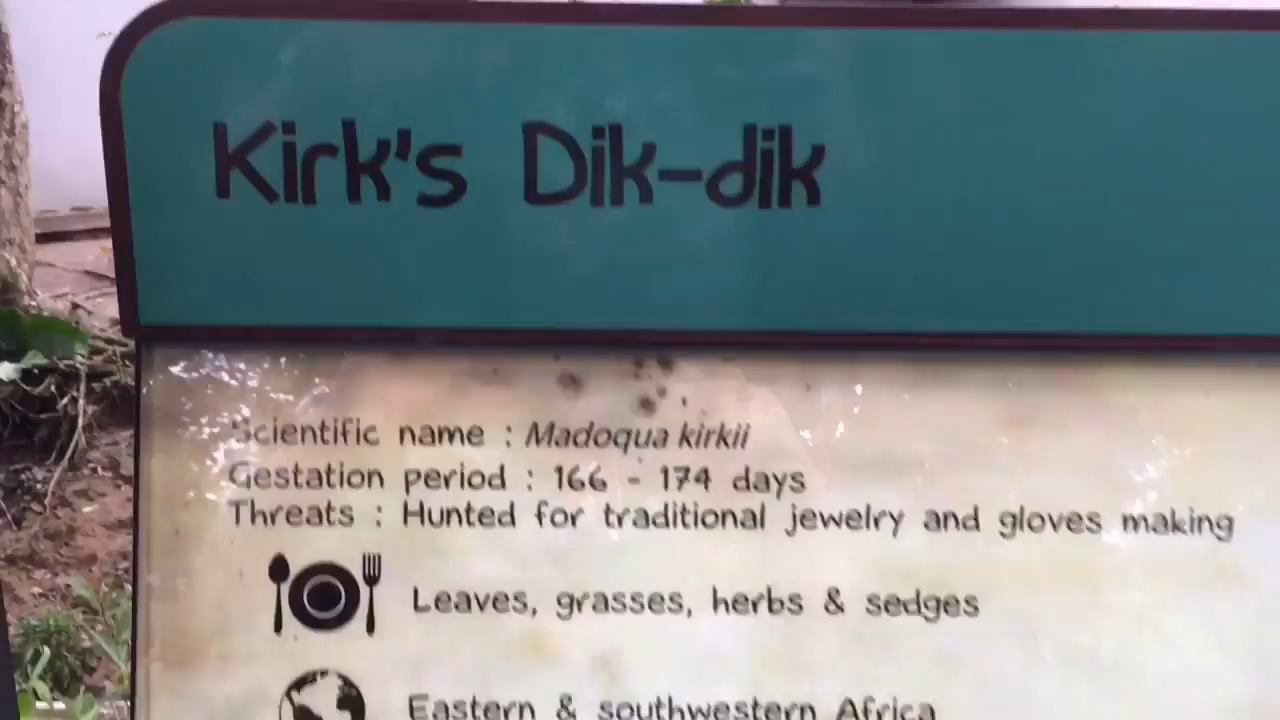 Kirk's Dik-dik
Scientific name : Madoqua kirkii
Gestation period : 166 - 174 days
Threats : Hunted for traditional jewelry and gloves making
Leaves, grasses, herbs & sedges
Eastern & southwestern Africa